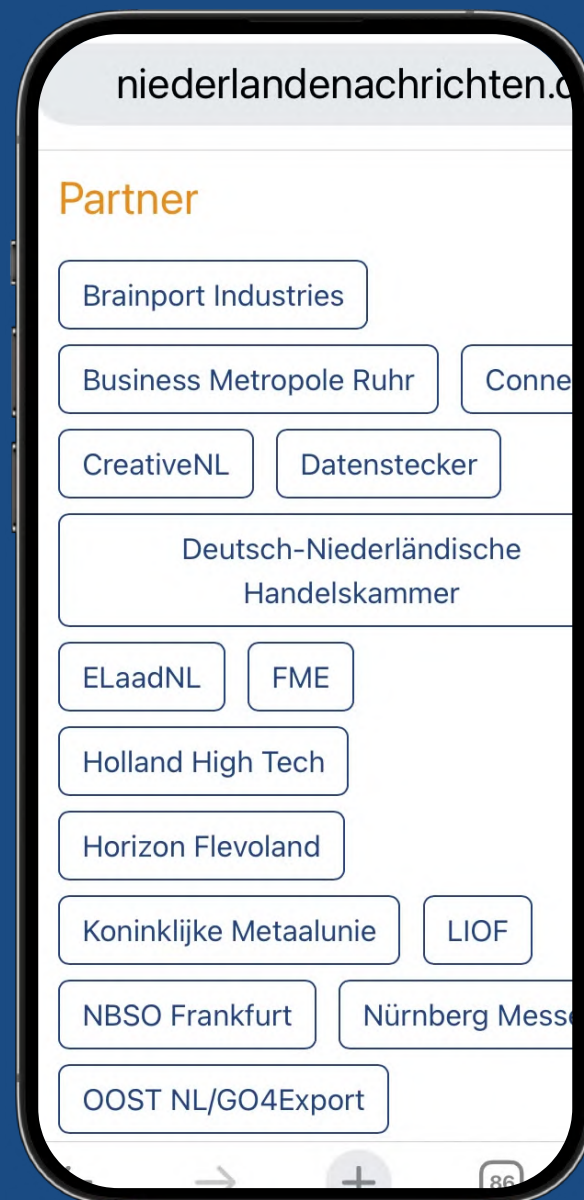 niederlandenachrichten.
Partner
Brainport Industries
Business Metropole Ruhr
CreativeNL Datenstecker
Deutsch-Niederländische
Handelskammer
ELaadNL FME
Holland High Tech
Horizon Flevoland
Koninklijke Metaalunie LIOF
NBSO Frankfurt Nürnberg
OOST NL/GO4Export
86